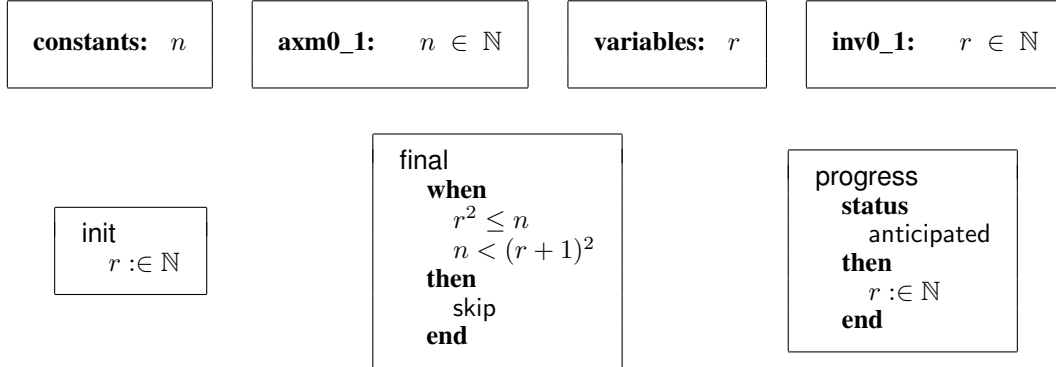 constants: n
axm0_1: n ∈ ℕ
variables: r
inv0_1: r ∈ ℕ
init
r :∈ ℕ
final
when
r² ≤ n
n < (r + 1)²
then
skip
end
progress
status
anticipated
then
r :∈ ℕ
end